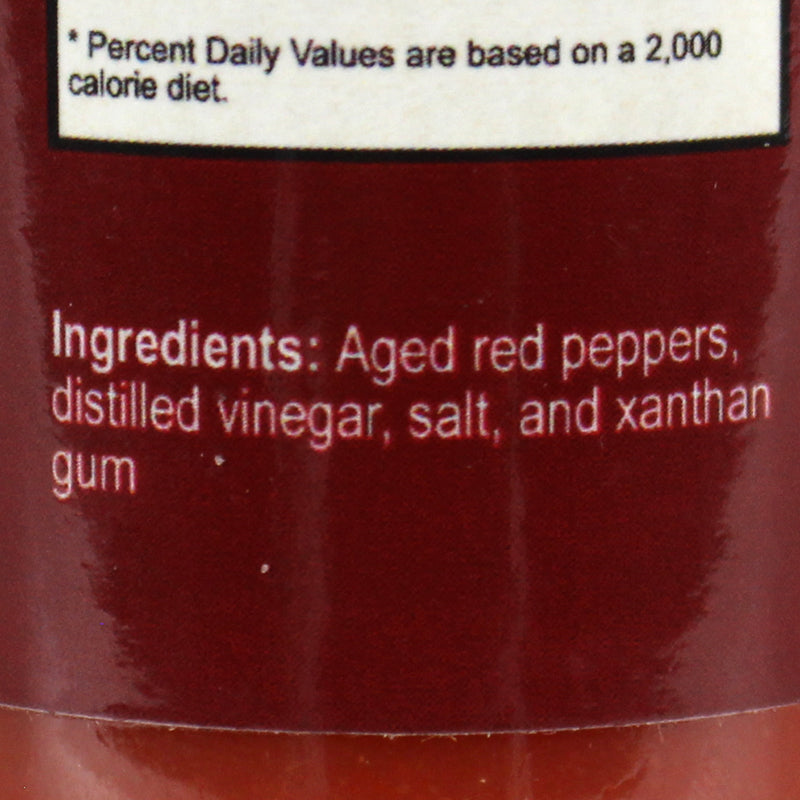 * Percent Daily Values are based on a 2,000
calorie diet.
Ingredients: Aged red peppers,
distilled vinegar, salt, and xanthan
gum